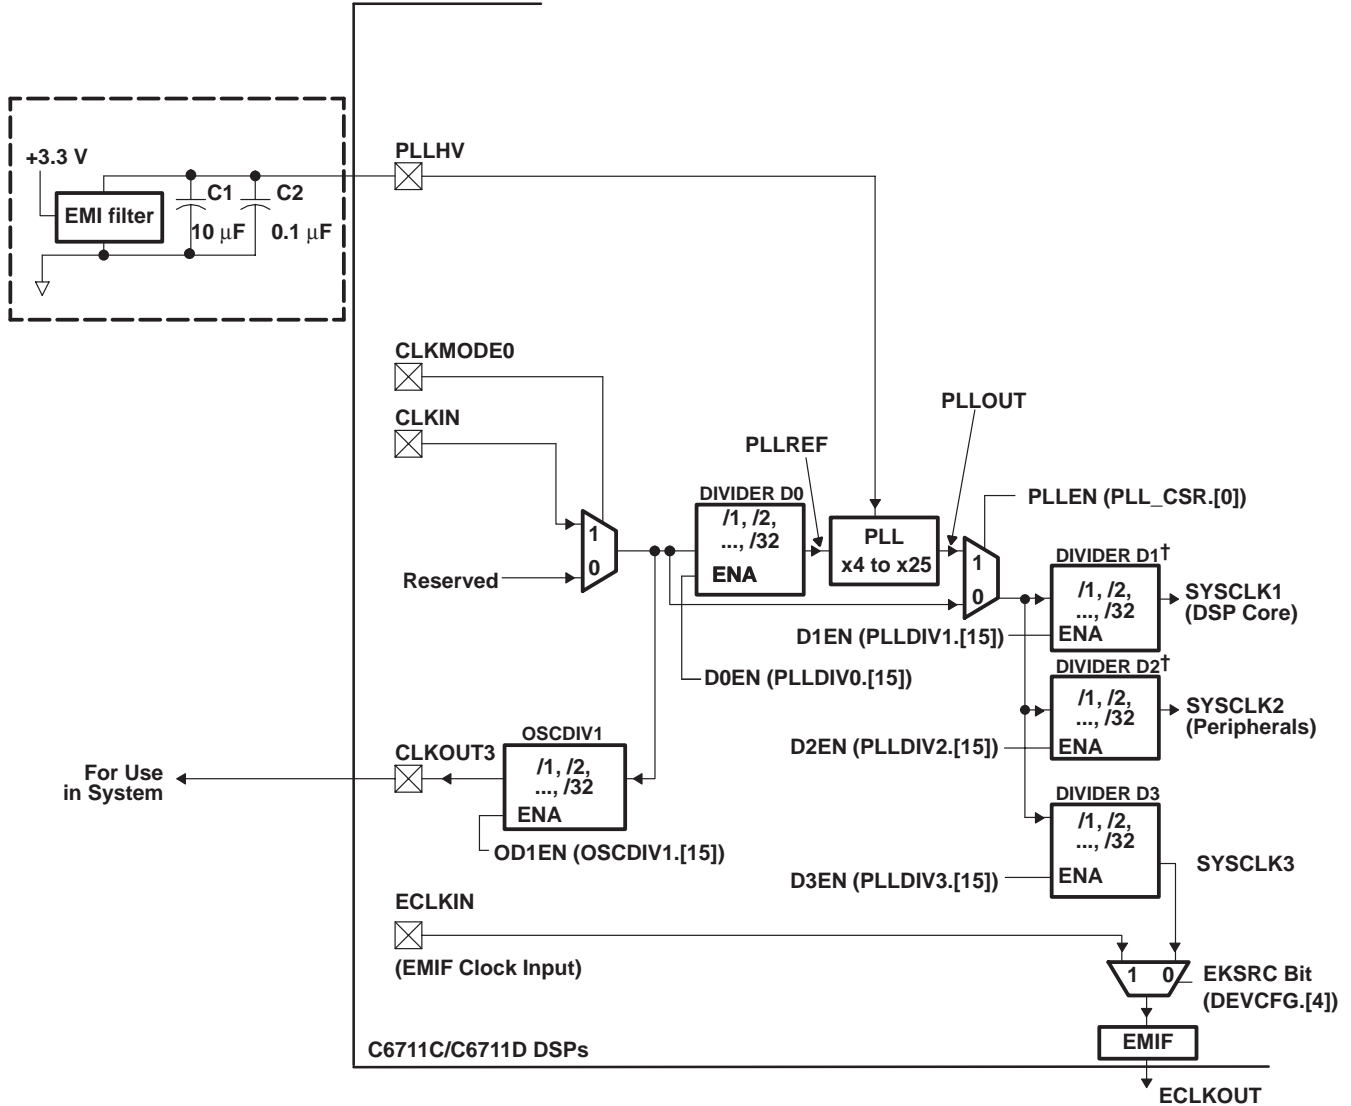 +3.3 V
EMI filter
C1
C2
10 μF
0.1 μF
PLLHV
CLKMODE0
CLKIN
Reserved
1
0
PLLREF
PLLOUT
DIVIDER D0
/1, /2,
..., /32
ENA
PLL
x4 to x25
PLLEN (PLL_CSR.[0])
1
0
DIVIDER D1†
/1, /2,
..., /32
ENA
SYSCLK1
(DSP Core)
D1EN (PLLDIV1.[15])
D0EN (PLLDIV0.[15])
DIVIDER D2†
/1, /2,
..., /32
ENA
SYSCLK2
(Peripherals)
D2EN (PLLDIV2.[15])
For Use
in System
CLKOUT3
OSCDIV1
/1, /2,
..., /32
ENA
OD1EN (OSCDIV1.[15])
DIVIDER D3
/1, /2,
..., /32
ENA
SYSCLK3
D3EN (PLLDIV3.[15])
ECLKIN
(EMIF Clock Input)
1 0
EKSRC Bit
(DEVCFG.[4])
EMIF
C6711C/C6711D DSPs
ECLKOUT